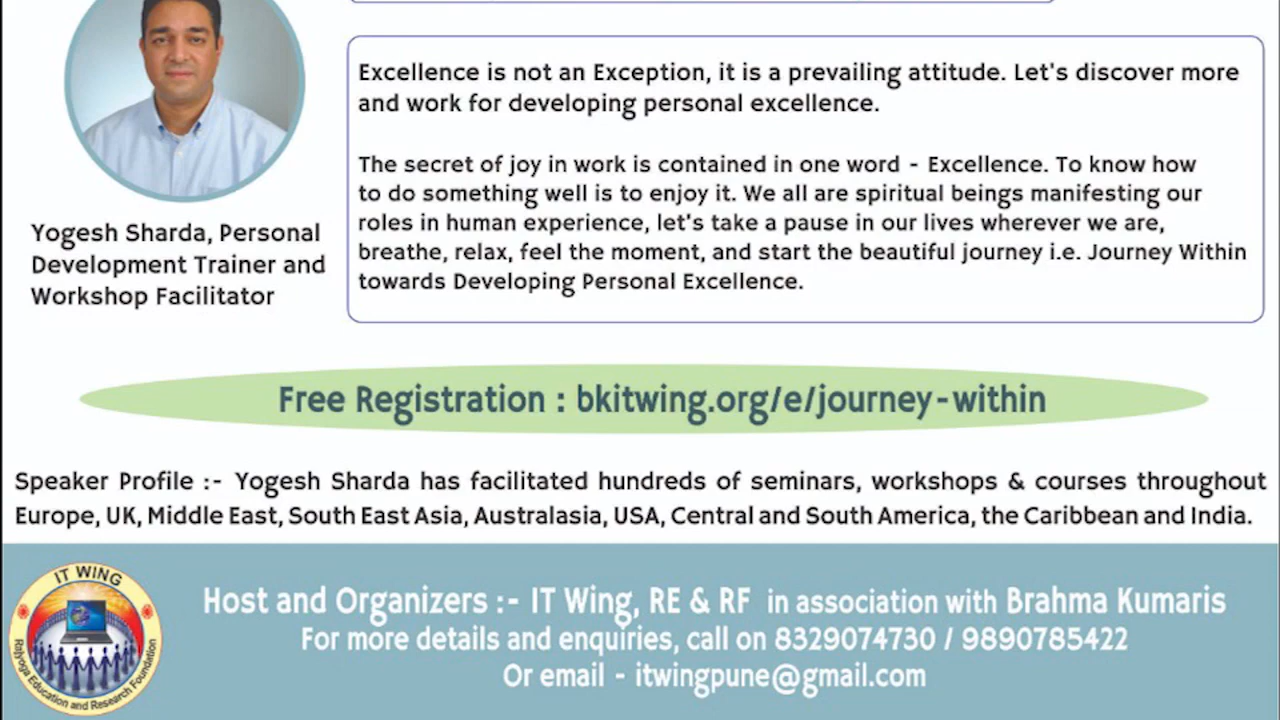 Excellence is not an Exception, it is a prevailing attitude. Let's discover more
and work for developing personal excellence.
The secret of joy in work is contained in one word - Excellence. To know how
to do something well is to enjoy it. We all are spiritual beings manifesting our
roles in human experience, let's take a pause in our lives wherever we are,
breathe, relax, feel the moment, and start the beautiful journey i.e. Journey Within
towards Developing Personal Excellence.
Yogesh Sharda, Personal
Development Trainer and
Workshop Facilitator
Free Registration : bkitwing.org/e/journey-within
Speaker Profile :- Yogesh Sharda has facilitated hundreds of seminars, workshops & courses throughout
Europe, UK, Middle East, South East Asia, Australasia, USA, Central and South America, the Caribbean and India.
IT WING
Rajyoga Education and Research Foundation
Host and Organizers :- IT Wing, RE & RF in association with Brahma Kumaris
For more details and enquiries, call on 8329074730 / 9890785422
Or email - itwingpune@gmail.com